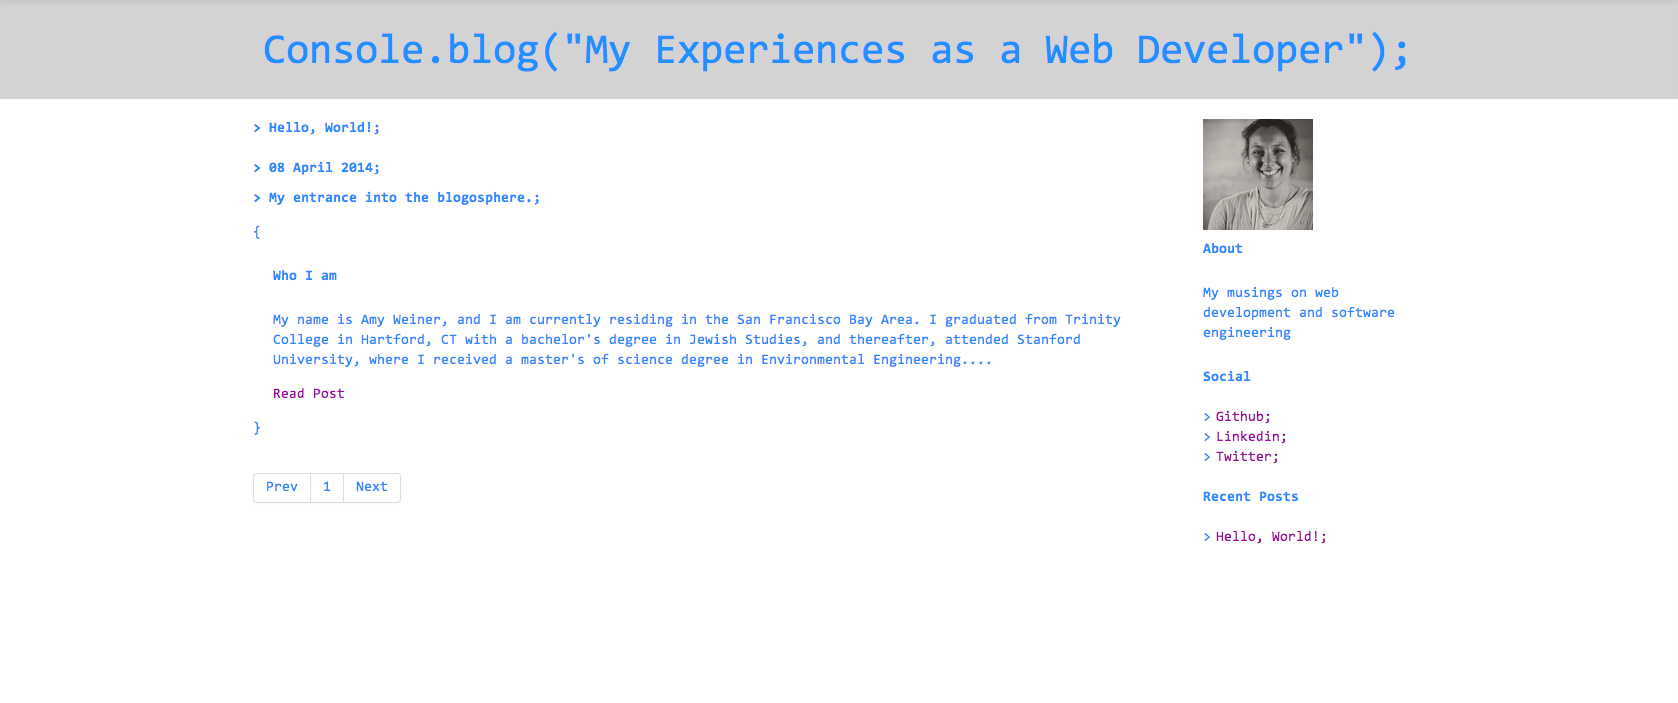 Console.blog("My Experiences as a Web Developer");
> Hello, World!;
> 08 April 2014;
> My entrance into the blogosphere.;
{
Who I am
My name is Amy Weiner, and I am currently residing in the San Francisco Bay Area. I graduated from Trinity
College in Hartford, CT with a bachelor's degree in Jewish Studies, and thereafter, attended Stanford
University, where I received a master's of science degree in Environmental Engineering....
Read Post
}
Prev 1 Next
About
My musings on web
development and software
engineering
Social
> Github;
> Linkedin;
> Twitter;
Recent Posts
> Hello, World!;